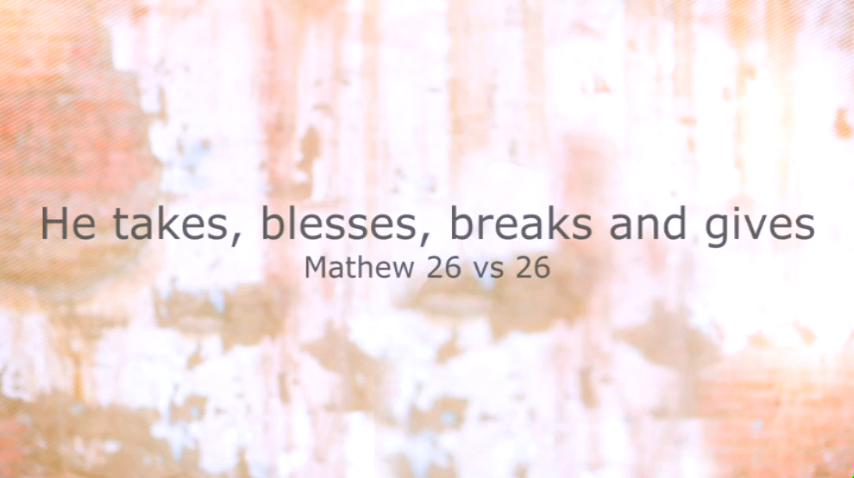 He takes, blesses, breaks and gives
Mathew 26 vs 26